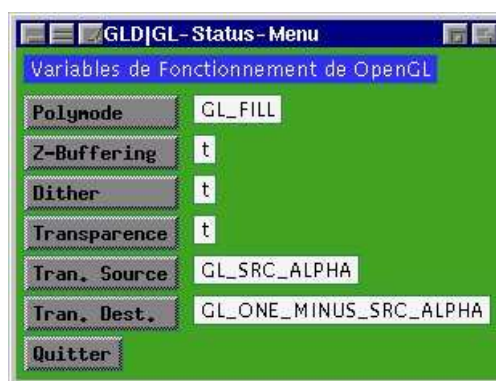 GLD|GL-Status-Menu
Variables de Fonctionnement de OpenGL
Polymode GL_FILL
Z-Buffering t
Dither t
Transparence t
Tran. Source GL_SRC_ALPHA
Tran. Dest. GL_ONE_MINUS_SRC_ALPHA
Quitter